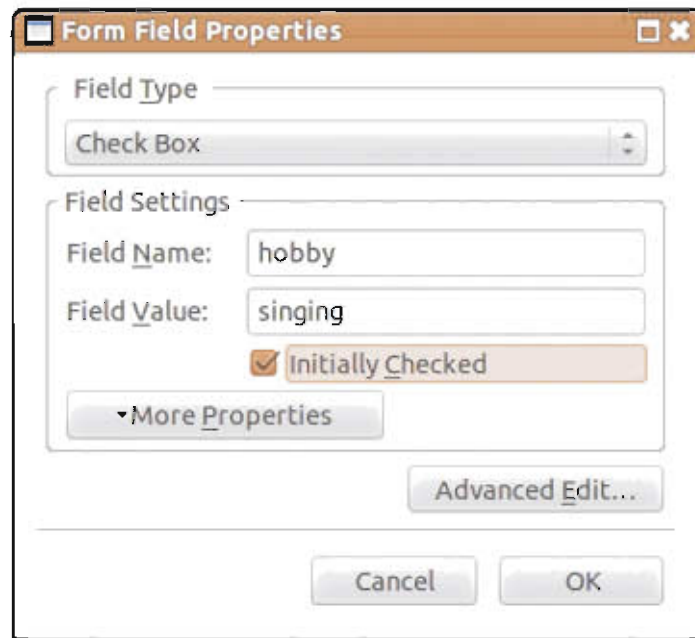 Form Field Properties
Field Type
Check Box
Field Settings
Field Name: hobby
Field Value: singing
Initially Checked
More Properties
Advanced Edit...
Cancel OK